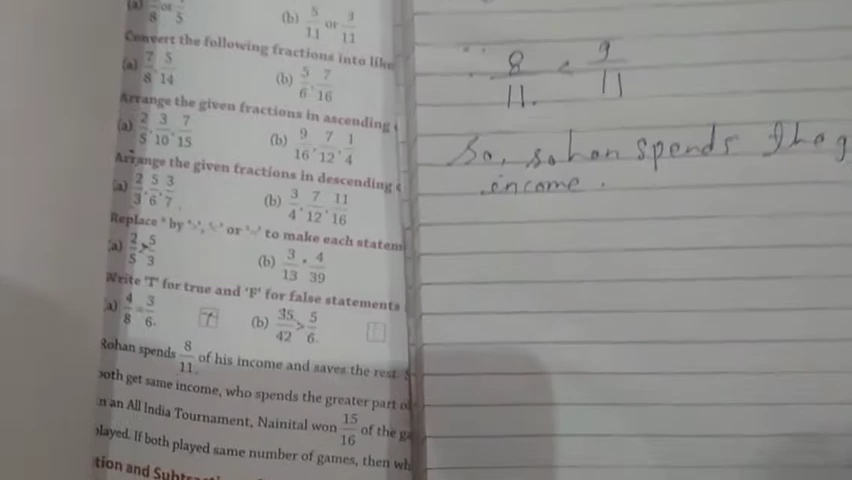 (a) /8 or /5 (b) 5/11 or 3/11
Convert the following fractions into like
(a) 7/8, 5/14 (b) 5/6, 7/16
Arrange the given fractions in ascending
(a) 2/5, 3/10, 7/15 (b) 9/16, 7/12, 1/4
Arrange the given fractions in descending
(a) 2/3, 5/6, 3/7 (b) 3/4, 7/12, 11/16
Replace * by '>', '<' or '=' to make each statem
(a) 2/5 > 5/3 (b) 3/13 * 4/39
Write 'T' for true and 'F' for false statements
(a) 4/8 = 3/6. T (b) 35/42 > 5/6.
Rohan spends 8/11 of his income and saves the rest. S
both get same income, who spends the greater part o
n an All India Tournament, Nainital won 15/16 of the ga
played. If both played same number of games, then wh
tion and Subtra
8/11. < 9/11
So, sohan spends the g
income.